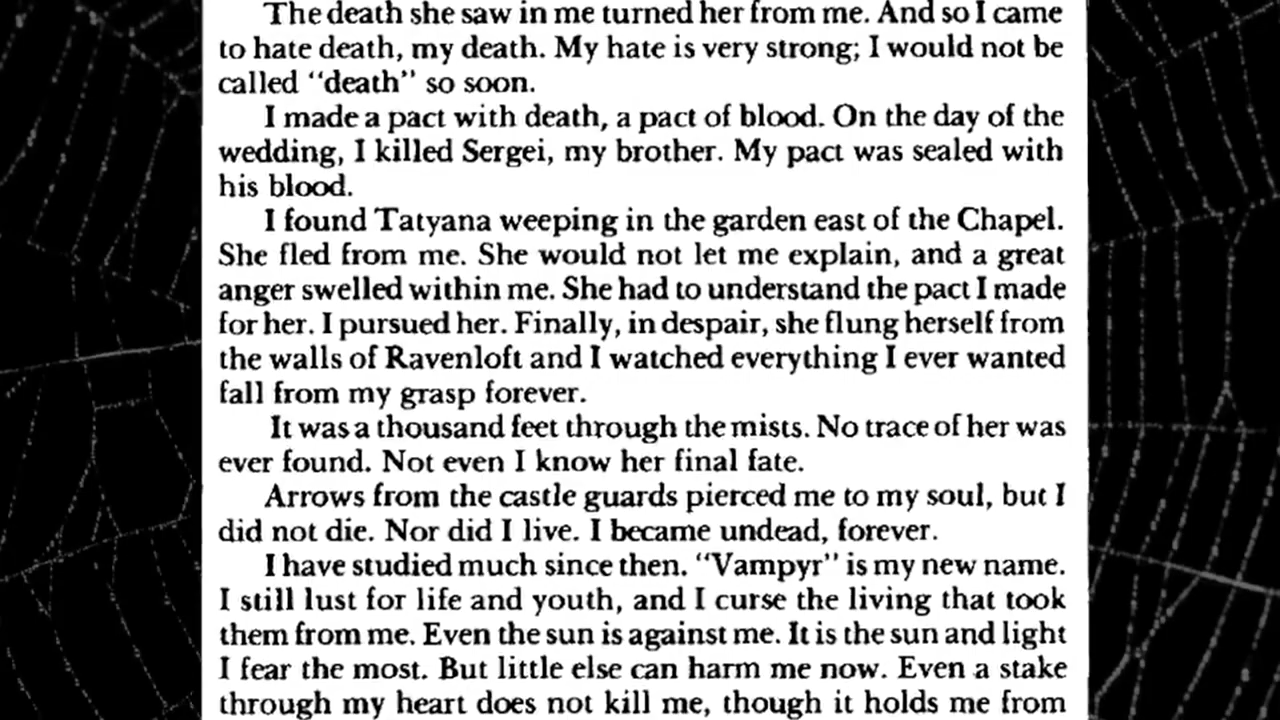 The death she saw in me turned her from me. And so I came
to hate death, my death. My hate is very strong; I would not be
called "death" so soon.
I made a pact with death, a pact of blood. On the day of the
wedding, I killed Sergei, my brother. My pact was sealed with
his blood.
I found Tatyana weeping in the garden east of the Chapel.
She fled from me. She would not let me explain, and a great
anger swelled within me. She had to understand the pact I made
for her. I pursued her. Finally, in despair, she flung herself from
the walls of Ravenloft and I watched everything I ever wanted
fall from my grasp forever.
It was a thousand feet through the mists. No trace of her was
ever found. Not even I know her final fate.
Arrows from the castle guards pierced me to my soul, but I
did not die. Nor did I live. I became undead, forever.
I have studied much since then. "Vampyr" is my new name.
I still lust for life and youth, and I curse the living that took
them from me. Even the sun is against me. It is the sun and light
I fear the most. But little else can harm me now. Even a stake
through my heart does not kill me, though it holds me from